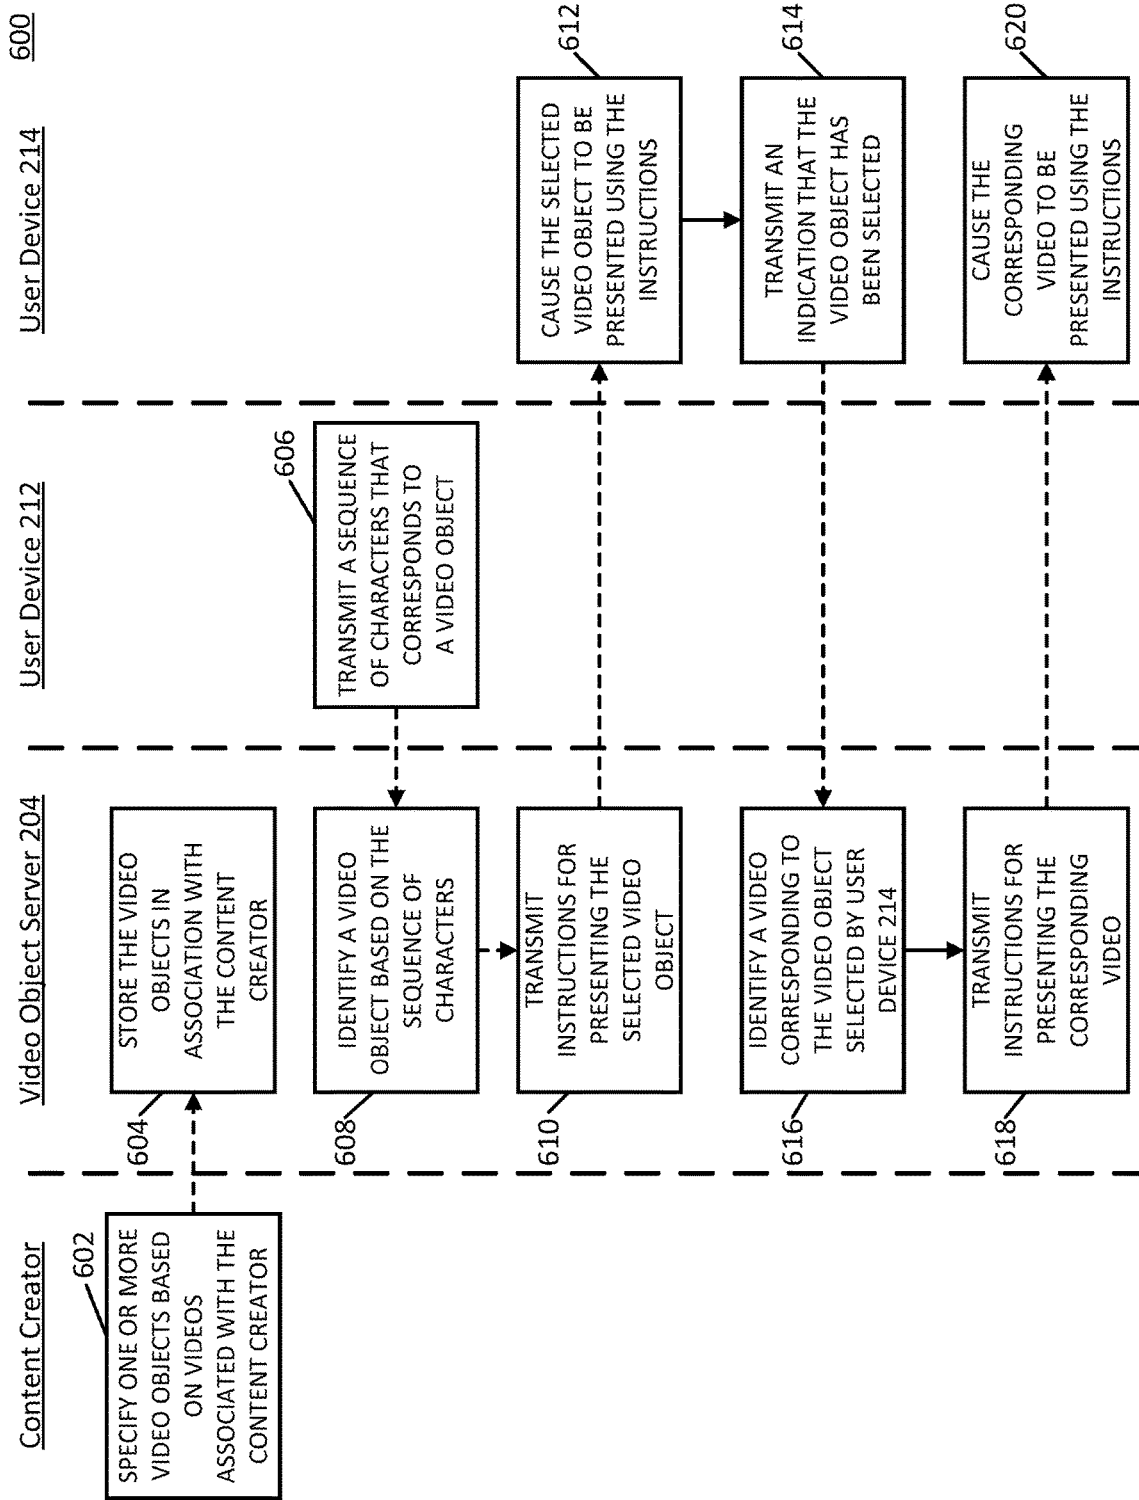 600
Content Creator
Video Object Server 204
User Device 212
User Device 214
602
SPECIFY ONE OR MORE
VIDEO OBJECTS BASED
ON VIDEOS
ASSOCIATED WITH THE
CONTENT CREATOR
604
STORE THE VIDEO
OBJECTS IN
ASSOCIATION WITH
THE CONTENT
CREATOR
606
TRANSMIT A SEQUENCE
OF CHARACTERS THAT
CORRESPONDS TO
A VIDEO OBJECT
608
IDENTIFY A VIDEO
OBJECT BASED ON THE
SEQUENCE OF
CHARACTERS
610
TRANSMIT
INSTRUCTIONS FOR
PRESENTING THE
SELECTED VIDEO
OBJECT
612
CAUSE THE SELECTED
VIDEO OBJECT TO BE
PRESENTED USING THE
INSTRUCTIONS
614
TRANSMIT AN
INDICATION THAT THE
VIDEO OBJECT HAS
BEEN SELECTED
616
IDENTIFY A VIDEO
CORRESPONDING TO
THE VIDEO OBJECT
SELECTED BY USER
DEVICE 214
618
TRANSMIT
INSTRUCTIONS FOR
PRESENTING THE
CORRESPONDING
VIDEO
620
CAUSE THE
CORRESPONDING
VIDEO TO BE
PRESENTED USING THE
INSTRUCTIONS